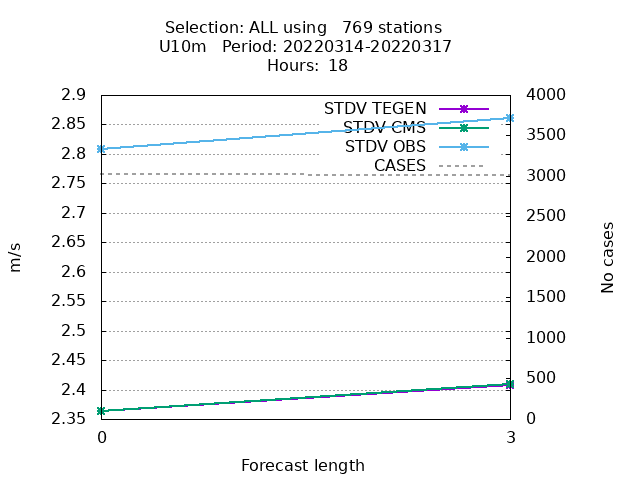 Selection: ALL using   769 stations
U10m   Period: 20220314-20220317
Hours:  18
2.9
2.85
2.8
2.75
2.7
2.65
2.6
2.55
2.5
2.45
2.4
2.35
4000
3500
3000
2500
2000
1500
1000
500
0
STDV TEGEN
STDV CMS
STDV OBS
CASES
m/s
No cases
0
3
Forecast length